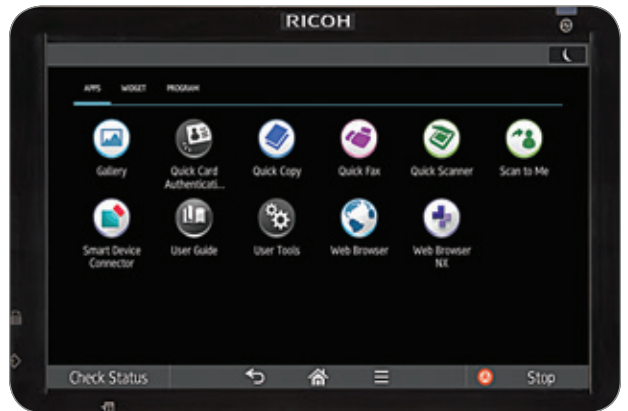 RICOH
APPS WIDGET PROGRAM
Gallery
Quick Card
Authenticati...
Quick Copy
Quick Fax
Quick Scanner
Scan to Me
Smart Device
Connector
User Guide
User Tools
Web Browser
Web Browser
NX
Check Status
Stop